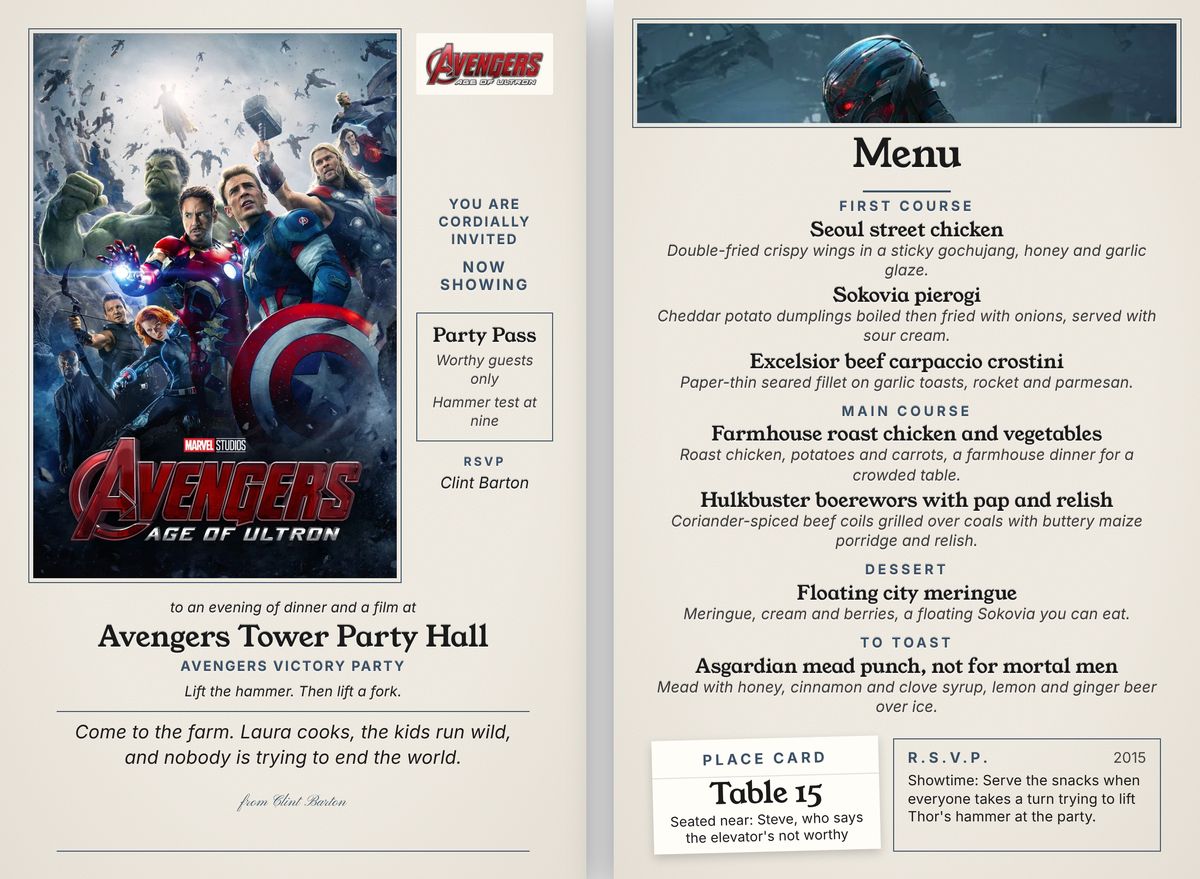 MARVEL STUDIOS
AVENGERS
AGE OF ULTRON
AVENGERS
AGE OF ULTRON
YOU ARE
CORDIALLY
INVITED
NOW
SHOWING
Party Pass
Worthy guests
only
Hammer test at
nine
RSVP
Clint Barton
to an evening of dinner and a film at
Avengers Tower Party Hall
AVENGERS VICTORY PARTY
Lift the hammer. Then lift a fork.
Come to the farm. Laura cooks, the kids run wild,
and nobody is trying to end the world.
from Clint Barton
Menu
FIRST COURSE
Seoul street chicken
Double-fried crispy wings in a sticky gochujang, honey and garlic
glaze.
Sokovia pierogi
Cheddar potato dumplings boiled then fried with onions, served with
sour cream.
Excelsior beef carpaccio crostini
Paper-thin seared fillet on garlic toasts, rocket and parmesan.
MAIN COURSE
Farmhouse roast chicken and vegetables
Roast chicken, potatoes and carrots, a farmhouse dinner for a
crowded table.
Hulkbuster boerewors with pap and relish
Coriander-spiced beef coils grilled over coals with buttery maize
porridge and relish.
DESSERT
Floating city meringue
Meringue, cream and berries, a floating Sokovia you can eat.
TO TOAST
Asgardian mead punch, not for mortal men
Mead with honey, cinnamon and clove syrup, lemon and ginger beer
over ice.
PLACE CARD
Table 15
Seated near: Steve, who says
the elevator's not worthy
R.S.V.P. 2015
Showtime: Serve the snacks when
everyone takes a turn trying to lift
Thor's hammer at the party.